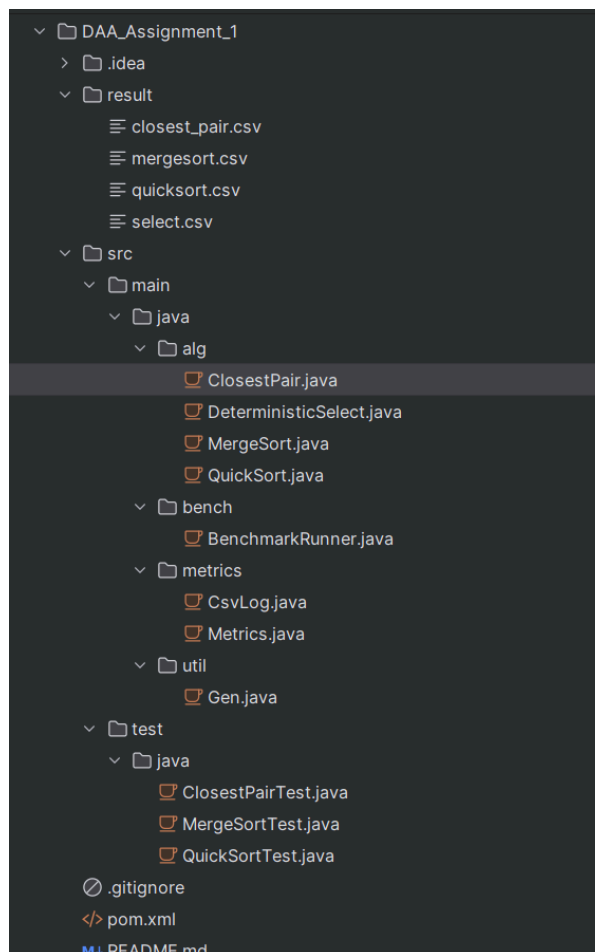 DAA_Assignment_1
.idea
result
closest_pair.csv
mergesort.csv
quicksort.csv
select.csv
src
main
java
alg
ClosestPair.java
DeterministicSelect.java
MergeSort.java
QuickSort.java
bench
BenchmarkRunner.java
metrics
CsvLog.java
Metrics.java
util
Gen.java
test
java
ClosestPairTest.java
MergeSortTest.java
QuickSortTest.java
.gitignore
</> pom.xml
README.md